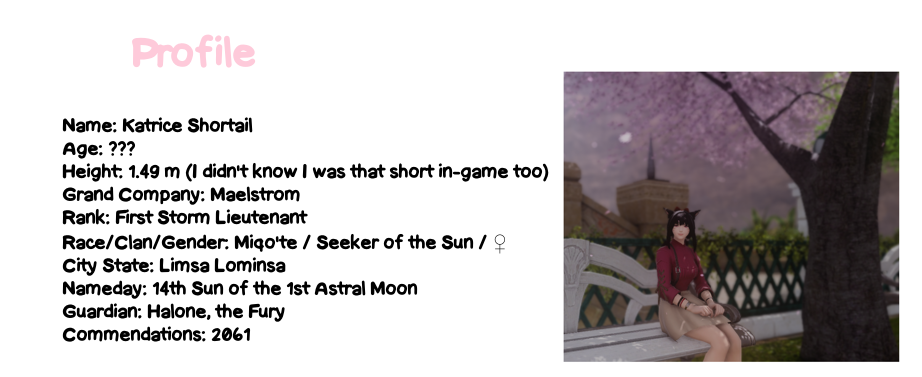 Profile
Name: Katrice Shortail
Age: ???
Height: 1.49 m (I didn't know I was that short in-game too)
Grand Company: Maelstrom
Rank: First Storm Lieutenant
Race/Clan/Gender: Miqo'te / Seeker of the Sun / ♀
City State: Limsa Lominsa
Nameday: 14th Sun of the 1st Astral Moon
Guardian: Halone, the Fury
Commendations: 2061